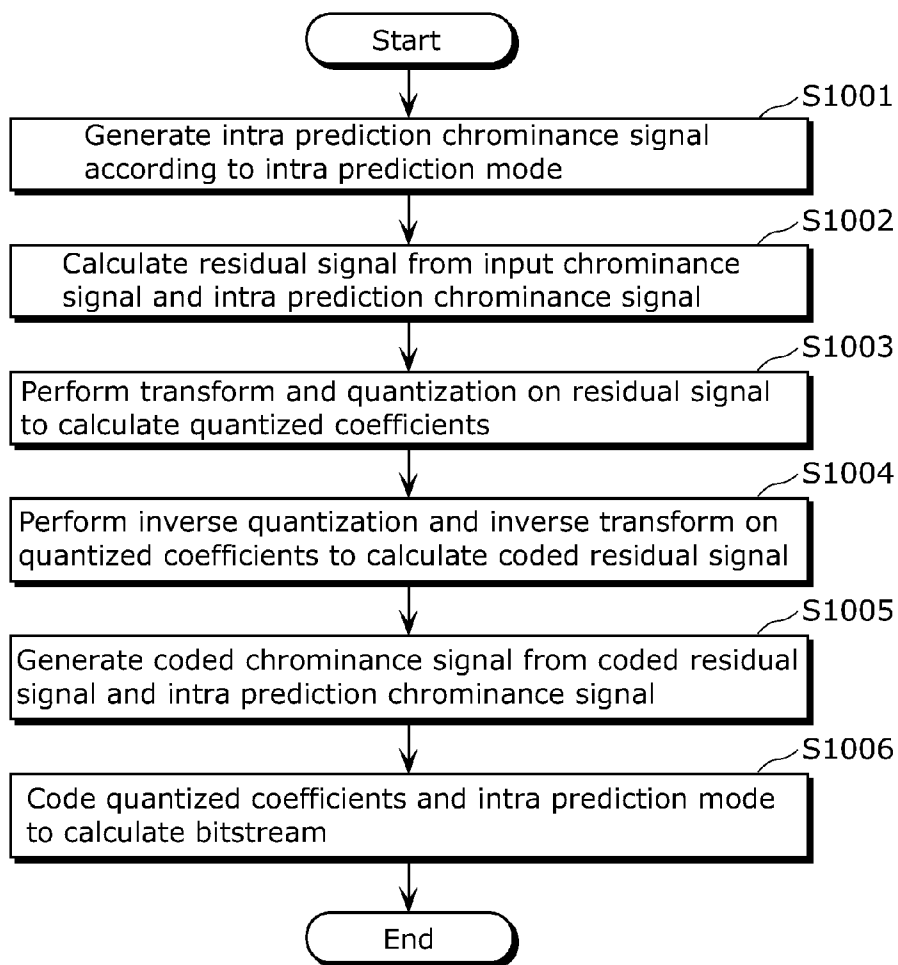 Start
S1001
Generate intra prediction chrominance signal
according to intra prediction mode
S1002
Calculate residual signal from input chrominance
signal and intra prediction chrominance signal
S1003
Perform transform and quantization on residual signal
to calculate quantized coefficients
S1004
Perform inverse quantization and inverse transform on
quantized coefficients to calculate coded residual signal
S1005
Generate coded chrominance signal from coded residual
signal and intra prediction chrominance signal
S1006
Code quantized coefficients and intra prediction mode
to calculate bitstream
End